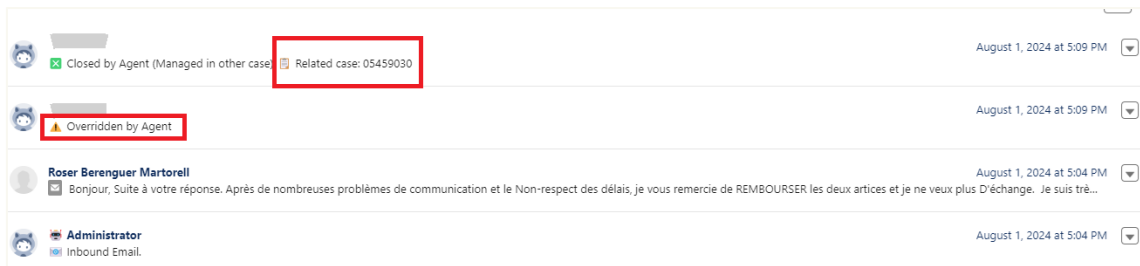 August 1, 2024 at 5:09 PM
Closed by Agent (Managed in other case) Related case: 05459030
August 1, 2024 at 5:09 PM
Overridden by Agent
Roser Berenguer Martorell
August 1, 2024 at 5:04 PM
Bonjour, Suite à votre réponse. Après de nombreuses problèmes de communication et le Non-respect des délais, je vous remercie de REMBOURSER les deux artices et je ne veux plus D'échange. Je suis trè...
Administrator
August 1, 2024 at 5:04 PM
Inbound Email.